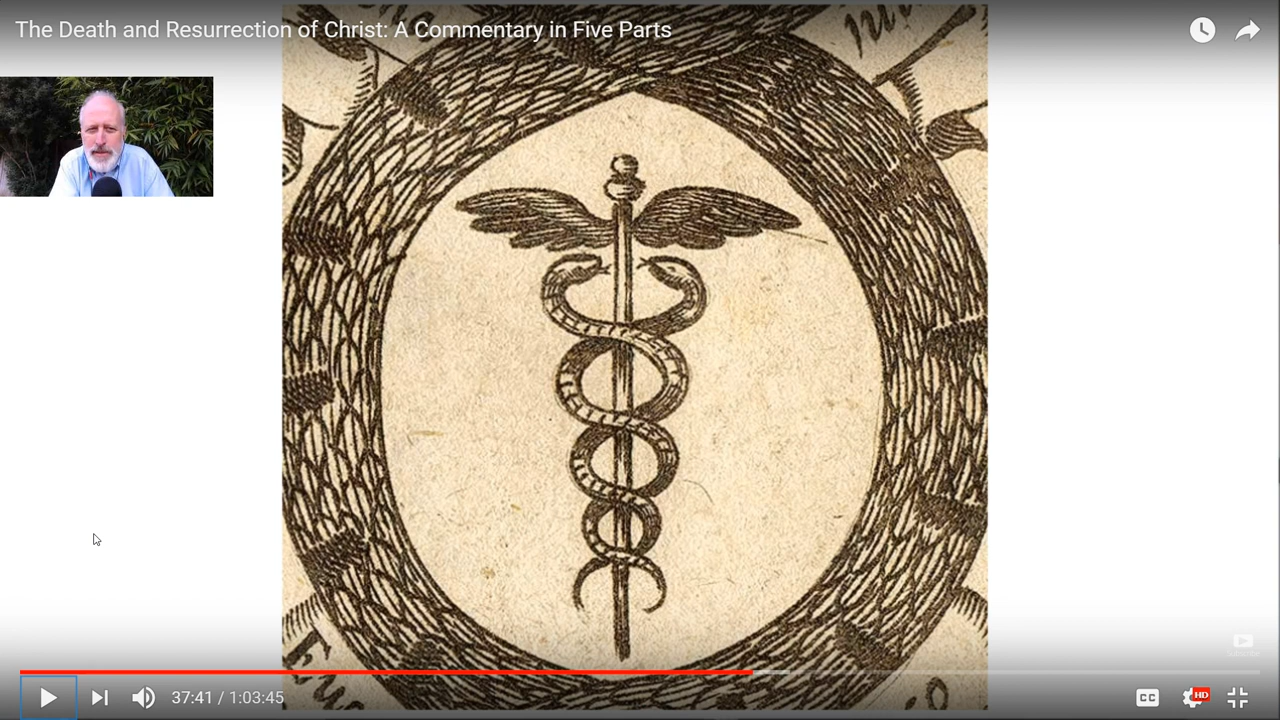 The Death and Resurrection of Christ: A Commentary in Five Parts
37:41 / 1:03:45
CC
HD